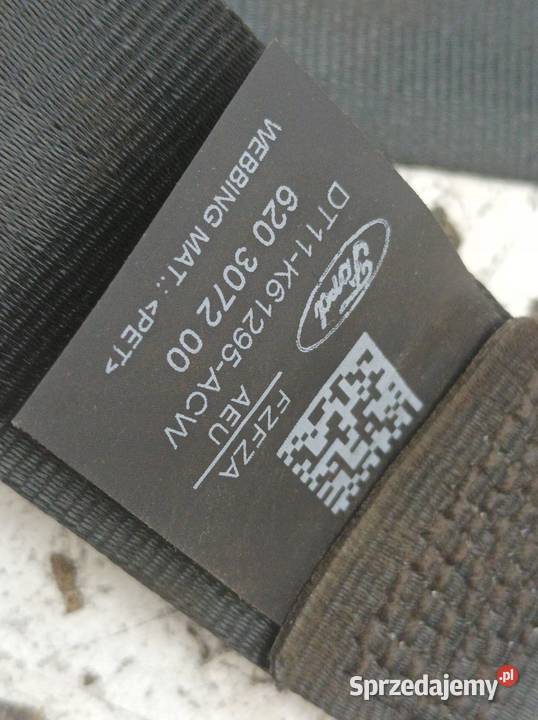 Ford
DT11-K61295-ACW
620 3072 00
WEBBING MAT.: <PET>
FZFZA
AEU
Sprzedajemy.pl